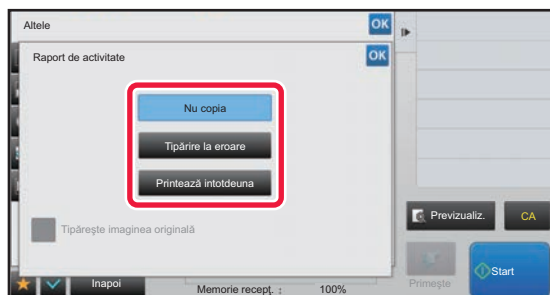 Altele
OK
Raport de activitate
OK
Nu copia
Tipărire la eroare
Printează intotdeuna
Tipăreşte imaginea originală
Previzualiz.
CA
Inapoi
Memorie recepţ. :
100%
Primeşte
Start